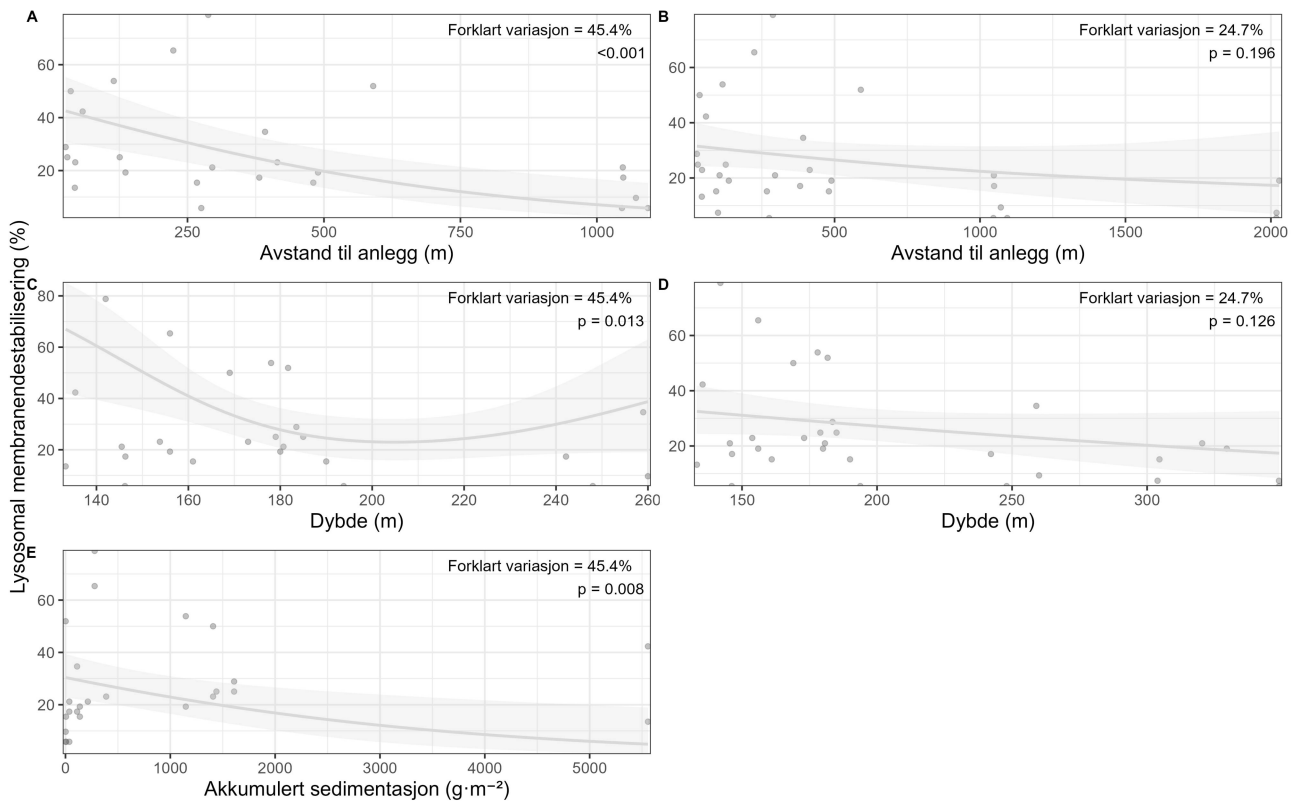 Lysosomal membranendestabilisering (%)
A
Forklart variasjon = 45.4%
<0.001
60
40
20
250
500
750
1000
Avstand til anlegg (m)
B
Forklart variasjon = 24.7%
p = 0.196
60
40
20
500
1000
1500
2000
Avstand til anlegg (m)
C
Forklart variasjon = 45.4%
p = 0.013
80
60
40
20
140
160
180
200
220
240
260
Dybde (m)
D
Forklart variasjon = 24.7%
p = 0.126
60
40
20
150
200
250
300
Dybde (m)
E
Forklart variasjon = 45.4%
p = 0.008
60
40
20
0
1000
2000
3000
4000
5000
Akkumulert sedimentasjon (g·m⁻²)